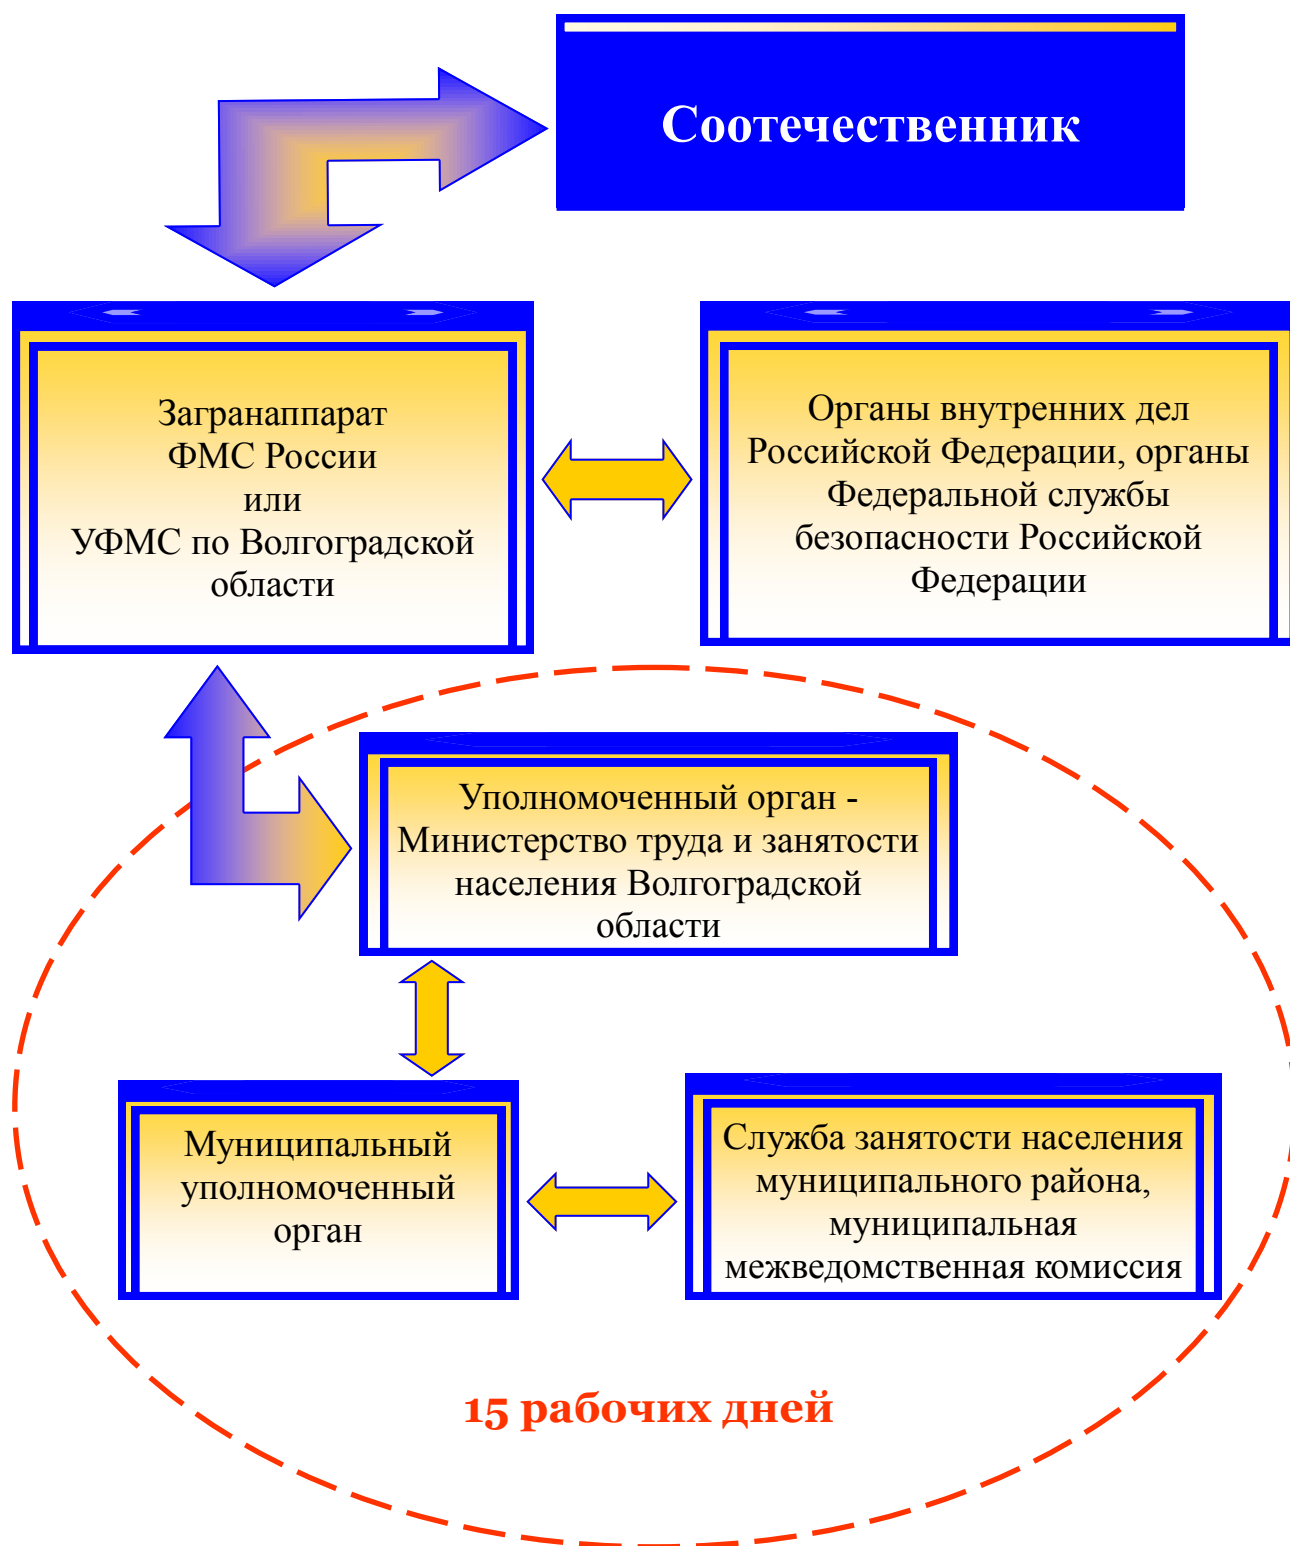 Соотечественник
Загранаппарат
ФМС России
или
УФМС по Волгоградской
области
Органы внутренних дел
Российской Федерации, органы
Федеральной службы
безопасности Российской
Федерации
Уполномоченный орган -
Министерство труда и занятости
населения Волгоградской
области
Муниципальный
уполномоченный
орган
Служба занятости населения
муниципального района,
муниципальная
межведомственная комиссия
15 рабочих дней